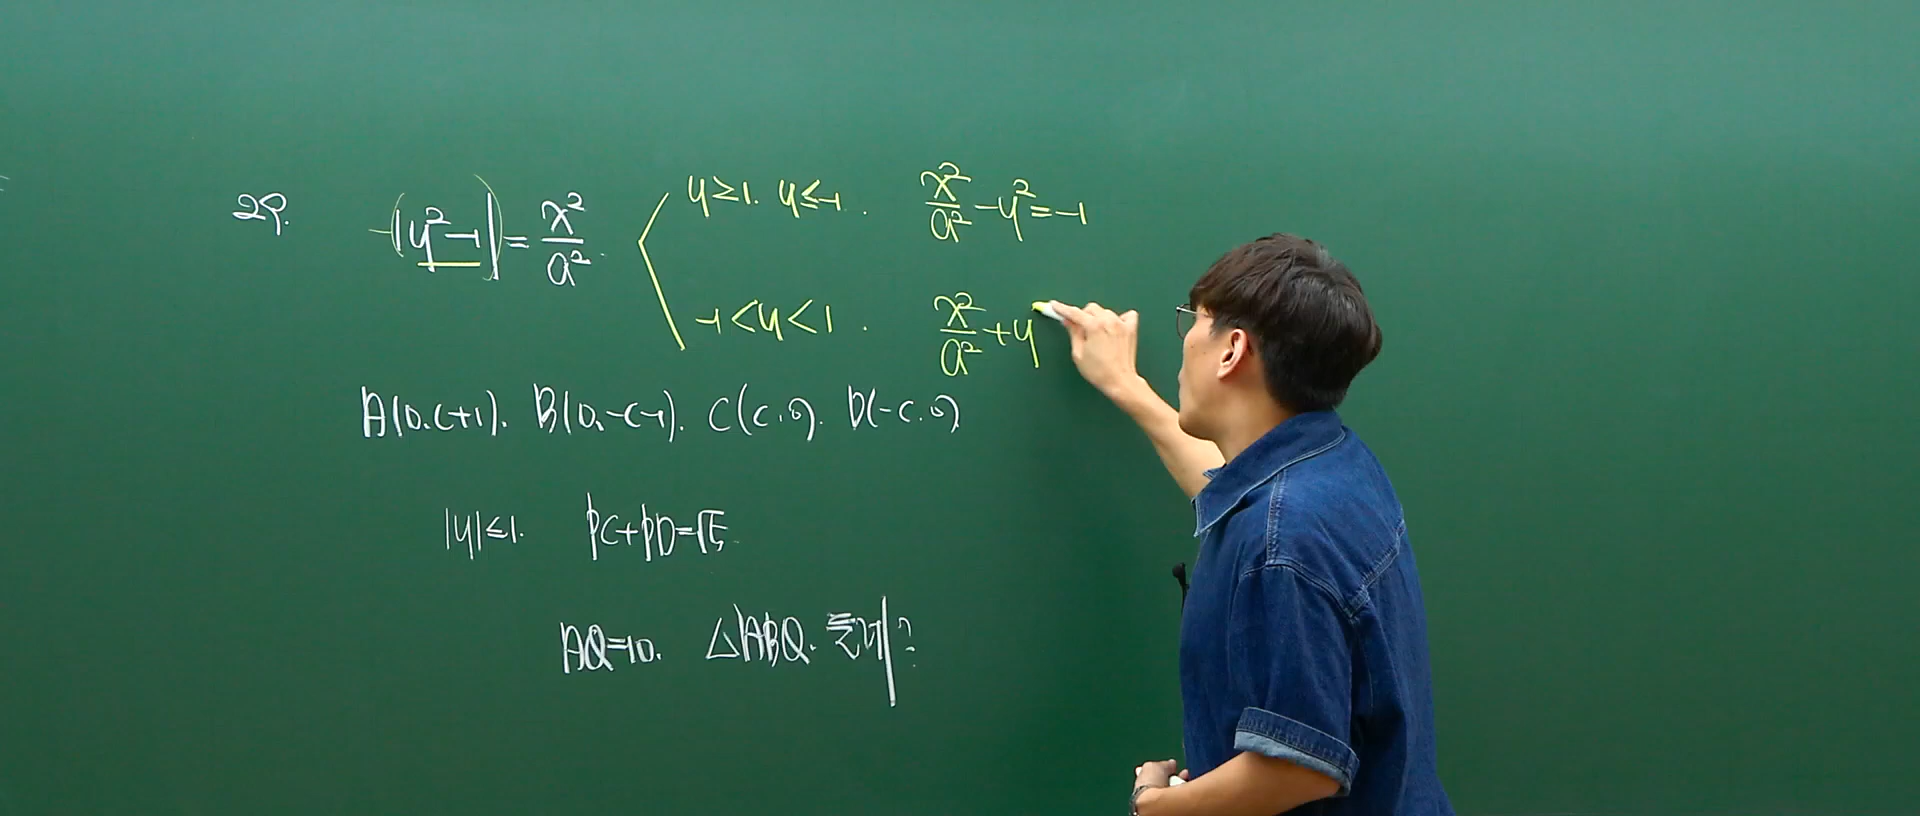 29. |y²-1| = x²/a² y≥1. y≤-1. x²/a² - y² = -1
-1<y<1. x²/a² + y
A(0.c+1). B(0.-c-1). C(c.0). D(-c.0)
|y|≤1. PC+PD=√5
AQ=10. △ABQ. 둘레?